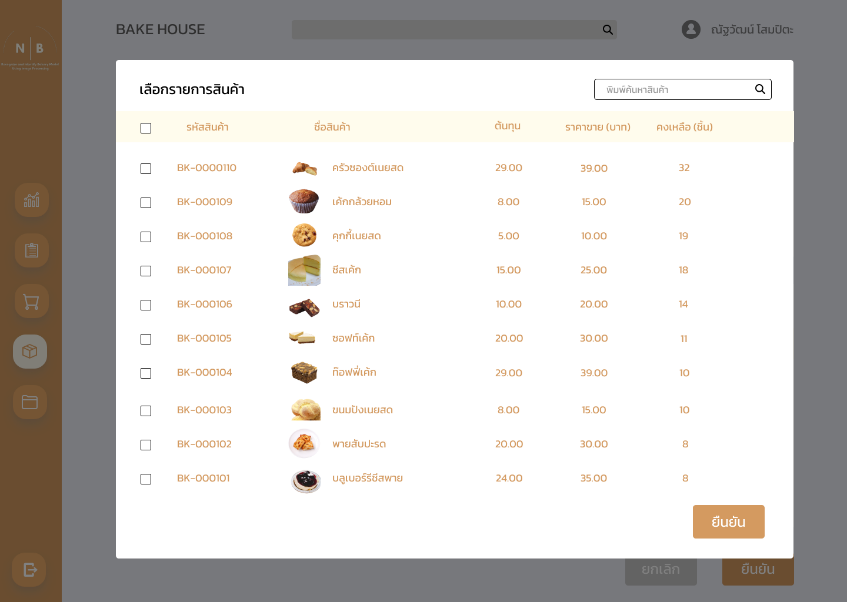 BAKE HOUSE
ณัฐวัฒน์ โสมปิตะ
N | B
เลือกรายการสินค้า
พิมพ์ค้นหาสินค้า
รหัสสินค้า ชื่อสินค้า ต้นทุน ราคาขาย (บาท) คงเหลือ (ชิ้น)
BK-0000110 ครัวซองต์เนยสด 29.00 39.00 32
BK-000109 เค้กกล้วยหอม 8.00 15.00 20
BK-000108 คุกกี้เนยสด 5.00 10.00 19
BK-000107 ชีสเค้ก 15.00 25.00 18
BK-000106 บราวนี่ 10.00 20.00 14
BK-000105 ซอฟท์เค้ก 20.00 30.00 11
BK-000104 ท๊อฟฟี่เค้ก 29.00 39.00 10
BK-000103 ขนมปังเนยสด 8.00 15.00 10
BK-000102 พายสับปะรด 20.00 30.00 8
BK-000101 บลูเบอร์รีชีสพาย 24.00 35.00 8
ยืนยัน
ยกเลิก ยืนยัน